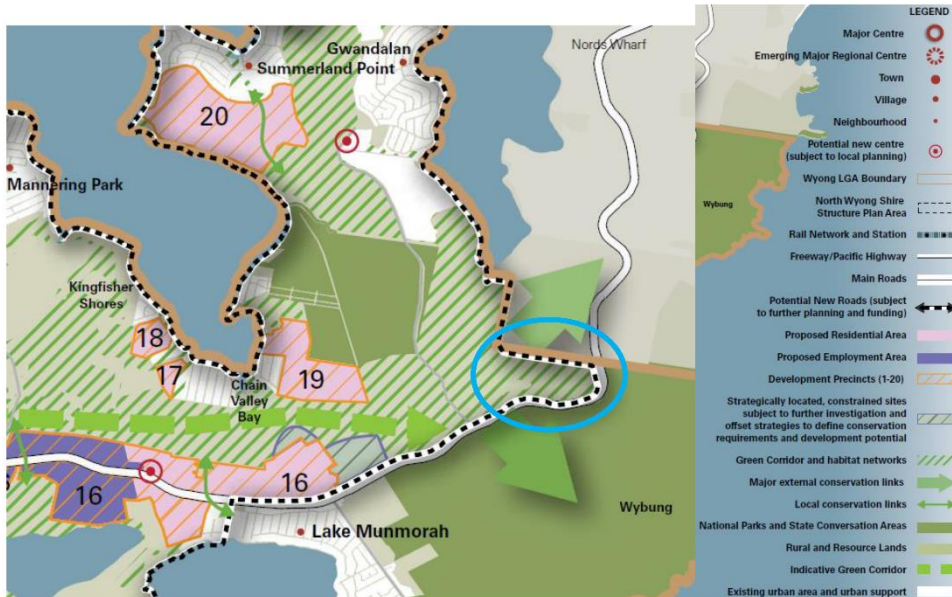 Nords Wharf
Gwandalan
Summerland Point
20
Mannering Park
Kingfisher
Shores
18
17
Chain
Valley
Bay
19
16
16
Lake Munmorah
Wybung
Wybung
LEGEND
Major Centre
Emerging Major Regional Centre
Town
Village
Neighbourhood
Potential new centre
(subject to local planning)
Wyong LGA Boundary
North Wyong Shire
Structure Plan Area
Rail Network and Station
Freeway/Pacific Highway
Main Roads
Potential New Roads (subject
to further planning and funding)
Proposed Residential Area
Proposed Employment Area
Development Precincts (1-20)
Strategically located, constrained sites
subject to further investigation and
offset strategies to define conservation
requirements and development potential
Green Corridor and habitat networks
Major external conservation links
Local conservation links
National Parks and State Conversation Areas
Rural and Resource Lands
Indicative Green Corridor
Existing urban area and urban support